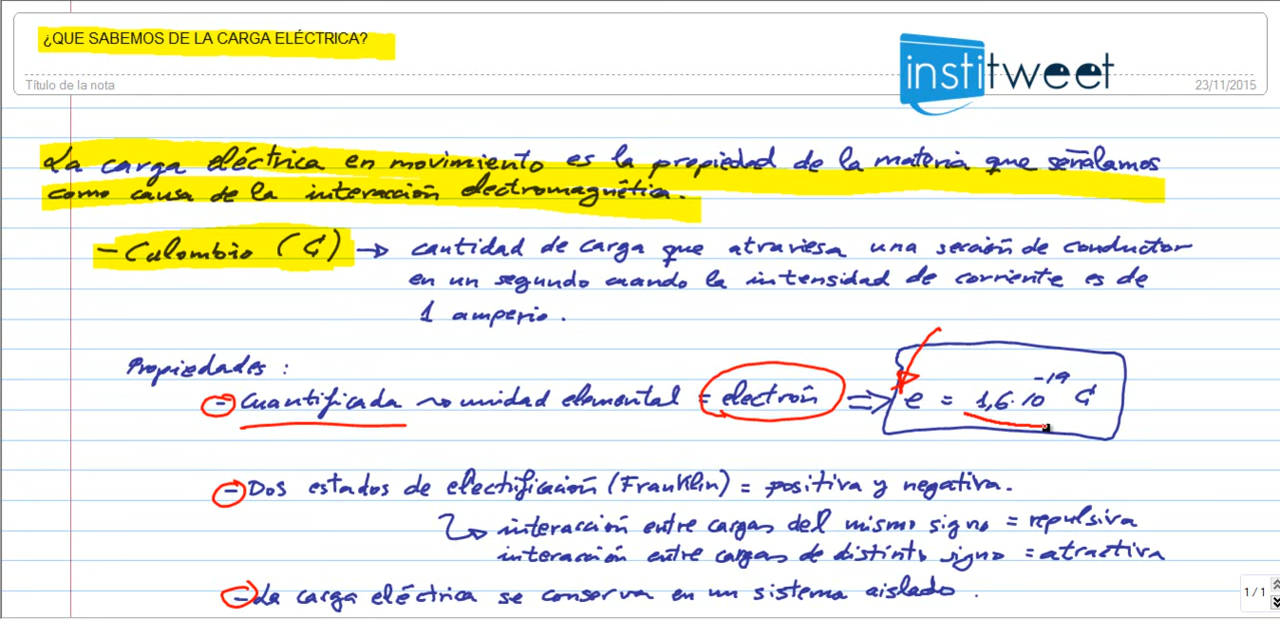 ¿QUE SABEMOS DE LA CARGA ELÉCTRICA?
institweet
Título de la nota
23/11/2015
La carga eléctrica en movimiento es la propiedad de la materia que señalamos
como causa de la interacción electromagnética.
- Culombio (C) → cantidad de carga que atraviesa una sección de conductor
en un segundo cuando la intensidad de corriente es de
1 amperio.
Propiedades:
- Cuantificada ~ unidad elemental = electrón ⇒ e = 1,6·10⁻¹⁹ C
- Dos estados de electificación (Franklin) = positiva y negativa.
↳ interacción entre cargas del mismo signo = repulsiva
interacción entre cargas de distinto signo = atractiva
- La carga eléctrica se conserva en un sistema aislado.
1 / 1